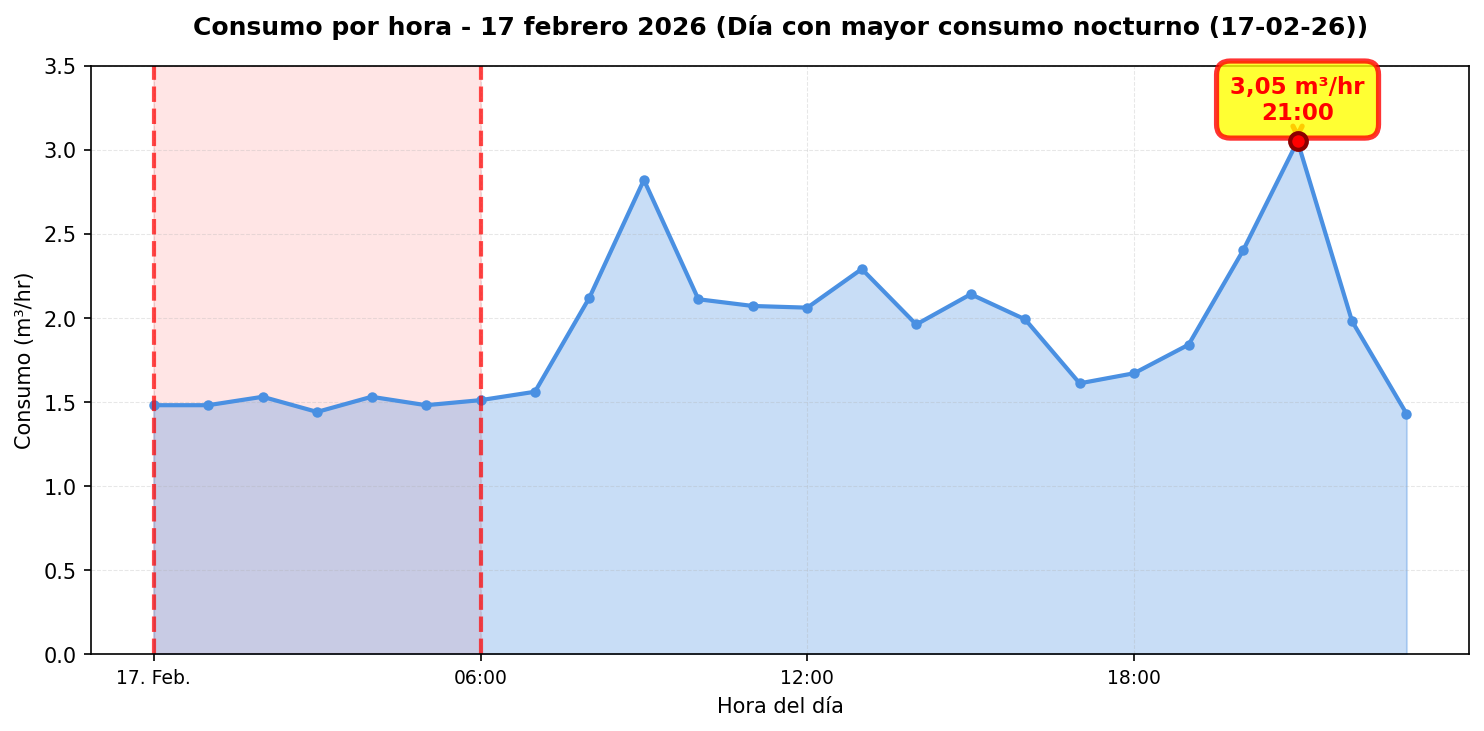 Consumo por hora - 17 febrero 2026 (Día con mayor consumo nocturno (17-02-26))
3,05 m³/hr
21:00
Consumo (m³/hr)
3.5
3.0
2.5
2.0
1.5
1.0
0.5
0.0
17. Feb.
06:00
12:00
18:00
Hora del día